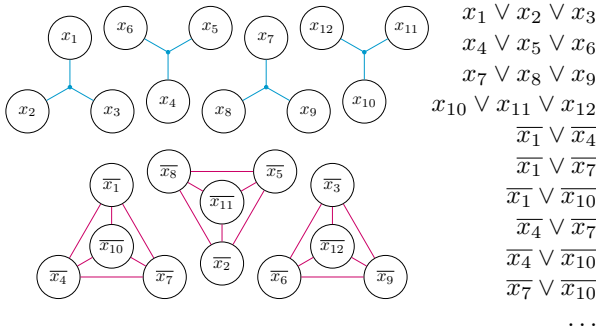 x₁
x₂
x₃
x₆
x₅
x₄
x₇
x₈
x₉
x₁₂
x₁₁
x₁₀
x̅₁
x̅₁₀
x̅₄
x̅₇
x̅₈
x̅₅
x̅₁₁
x̅₂
x̅₃
x̅₁₂
x̅₆
x̅₉
x₁ ∨ x₂ ∨ x₃
x₄ ∨ x₅ ∨ x₆
x₇ ∨ x₈ ∨ x₉
x₁₀ ∨ x₁₁ ∨ x₁₂
x̅₁ ∨ x̅₄
x̅₁ ∨ x̅₇
x̅₁ ∨ x̅₁₀
x̅₄ ∨ x̅₇
x̅₄ ∨ x̅₁₀
x̅₇ ∨ x̅₁₀
…